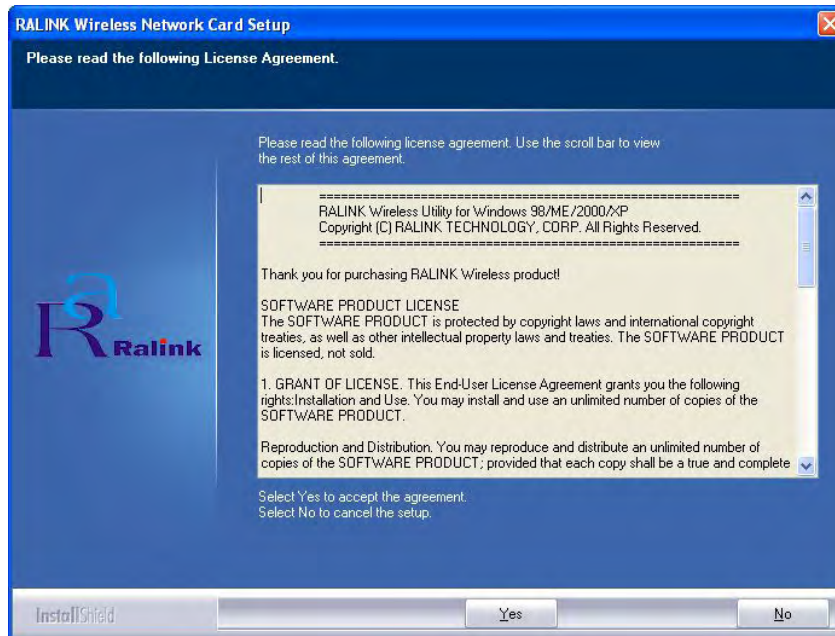 RALINK Wireless Network Card Setup
Please read the following License Agreement.
Please read the following license agreement. Use the scroll bar to view
the rest of this agreement.
==========================================================
RALINK Wireless Utility for Windows 98/ME/2000/XP
Copyright (C) RALINK TECHNOLOGY, CORP. All Rights Reserved.
==========================================================
Thank you for purchasing RALINK Wireless product!
SOFTWARE PRODUCT LICENSE
The SOFTWARE PRODUCT is protected by copyright laws and international copyright
treaties, as well as other intellectual property laws and treaties. The SOFTWARE PRODUCT
is licensed, not sold.
1. GRANT OF LICENSE. This End-User License Agreement grants you the following
rights:Installation and Use. You may install and use an unlimited number of copies of the
SOFTWARE PRODUCT.
Reproduction and Distribution. You may reproduce and distribute an unlimited number of
copies of the SOFTWARE PRODUCT; provided that each copy shall be a true and complete
Ra
Ralink
Select Yes to accept the agreement.
Select No to cancel the setup.
InstallShield
Yes
No